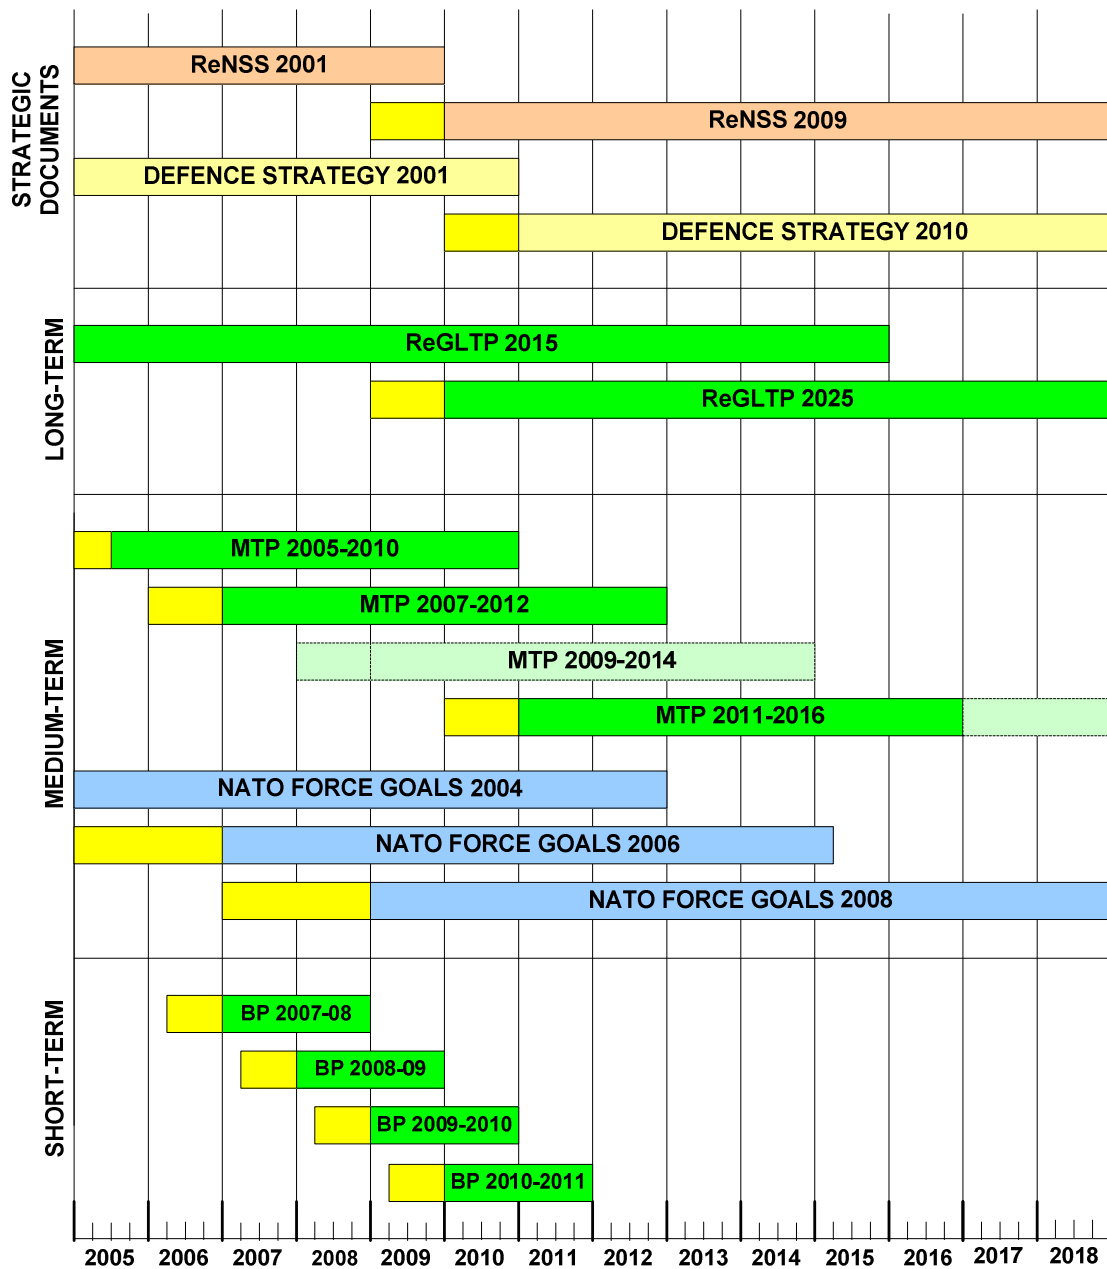 STRATEGIC
DOCUMENTS
ReNSS 2001
ReNSS 2009
DEFENCE STRATEGY 2001
DEFENCE STRATEGY 2010
LONG-TERM
ReGLTP 2015
ReGLTP 2025
MEDIUM-TERM
MTP 2005-2010
MTP 2007-2012
MTP 2009-2014
MTP 2011-2016
NATO FORCE GOALS 2004
NATO FORCE GOALS 2006
NATO FORCE GOALS 2008
SHORT-TERM
BP 2007-08
BP 2008-09
BP 2009-2010
BP 2010-2011
2005 2006 2007 2008 2009 2010 2011 2012 2013 2014 2015 2016 2017 2018